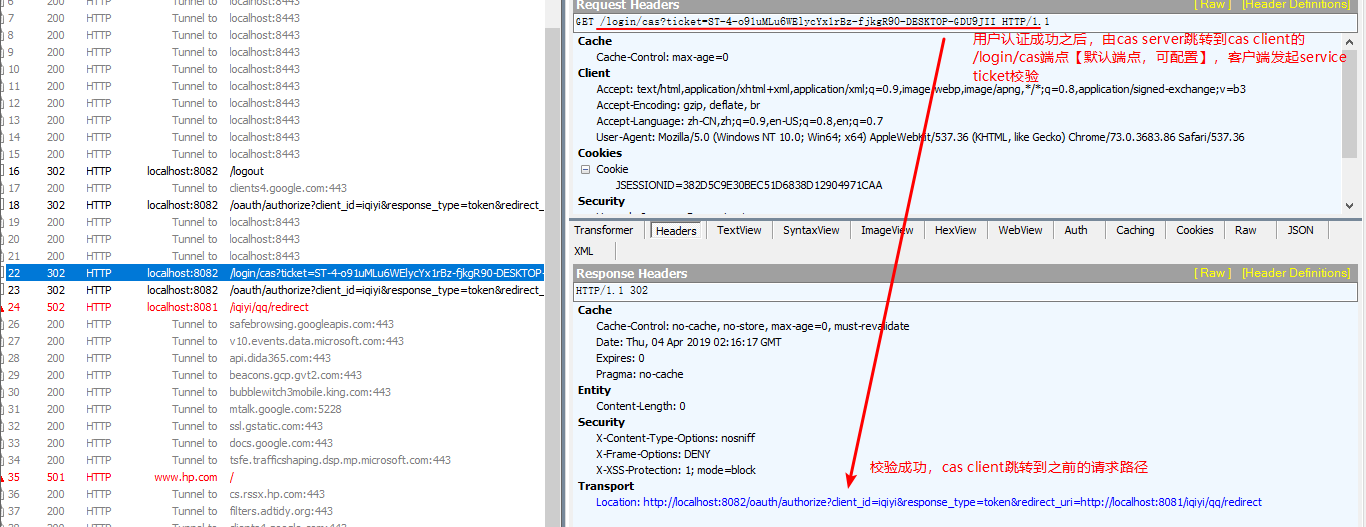 6 200 HTTP Tunnel to localhost:8443
7 200 HTTP Tunnel to localhost:8443
8 200 HTTP Tunnel to localhost:8443
9 200 HTTP Tunnel to localhost:8443
10 200 HTTP Tunnel to localhost:8443
11 200 HTTP Tunnel to localhost:8443
12 200 HTTP Tunnel to localhost:8443
13 200 HTTP Tunnel to localhost:8443
14 200 HTTP Tunnel to localhost:8443
15 200 HTTP Tunnel to localhost:8443
16 302 HTTP localhost:8082 /logout
17 200 HTTP Tunnel to clients4.google.com:443
18 302 HTTP localhost:8082 /oauth/authorize?client_id=iqiyi&response_type=token&redirect_
19 200 HTTP Tunnel to localhost:8443
20 200 HTTP Tunnel to localhost:8443
21 200 HTTP Tunnel to localhost:8443
22 302 HTTP localhost:8082 /login/cas?ticket=ST-4-o91uMLu6WElycYx1rBz-fjkgR90-DESKTOP-
23 302 HTTP localhost:8082 /oauth/authorize?client_id=iqiyi&response_type=token&redirect_
24 502 HTTP localhost:8081 /iqiyi/qq/redirect
26 200 HTTP Tunnel to safebrowsing.googleapis.com:443
27 200 HTTP Tunnel to v10.events.data.microsoft.com:443
28 200 HTTP Tunnel to api.dida365.com:443
29 200 HTTP Tunnel to beacons.gcp.gvt2.com:443
30 200 HTTP Tunnel to bubblewitch3mobile.king.com:443
31 200 HTTP Tunnel to mtalk.google.com:5228
32 200 HTTP Tunnel to ssl.gstatic.com:443
33 200 HTTP Tunnel to docs.google.com:443
34 200 HTTP Tunnel to tsfe.trafficshaping.dsp.mp.microsoft.com:443
35 501 HTTP www.hp.com /
36 200 HTTP Tunnel to cs.rssx.hp.com:443
37 200 HTTP Tunnel to filters.adtidy.org:443
38 200 HTTP Tunnel to clients4.google.com:443
Request Headers [ Raw ] [Header Definitions]
GET /login/cas?ticket=ST-4-o91uMLu6WElycYx1rBz-fjkgR90-DESKTOP-GDU9JII HTTP/1.1
用户认证成功之后，由cas server跳转到cas client的
/login/cas端点【默认端点，可配置】，客户端发起service
ticket校验
Cache
Cache-Control: max-age=0
Client
Accept: text/html,application/xhtml+xml,application/xml;q=0.9,image/webp,image/apng,*/*;q=0.8,application/signed-exchange;v=b3
Accept-Encoding: gzip, deflate, br
Accept-Language: zh-CN,zh;q=0.9,en-US;q=0.8,en;q=0.7
User-Agent: Mozilla/5.0 (Windows NT 10.0; Win64; x64) AppleWebKit/537.36 (KHTML, like Gecko) Chrome/73.0.3683.86 Safari/537.36
Cookies
Cookie
JSESSIONID=382D5C9E30BEC51D6838D12904971CAA
Security
Transformer Headers TextView SyntaxView ImageView HexView WebView Auth Caching Cookies Raw JSON
XML
Response Headers [ Raw ] [Header Definitions]
HTTP/1.1 302
Cache
Cache-Control: no-cache, no-store, max-age=0, must-revalidate
Date: Thu, 04 Apr 2019 02:16:17 GMT
Expires: 0
Pragma: no-cache
Entity
Content-Length: 0
Security
X-Content-Type-Options: nosniff
X-Frame-Options: DENY
X-XSS-Protection: 1; mode=block
校验成功，cas client跳转到之前的请求路径
Transport
Location: http://localhost:8082/oauth/authorize?client_id=iqiyi&response_type=token&redirect_uri=http://localhost:8081/iqiyi/qq/redirect